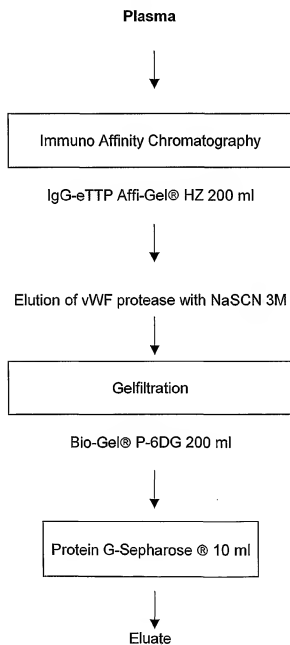 Plasma
Immuno Affinity Chromatography
IgG-eTTP Affi-Gel® HZ 200 ml
Elution of vWF protease with NaSCN 3M
Gelfiltration
Bio-Gel® P-6DG 200 ml
Protein G-Sepharose ® 10 ml
Eluate